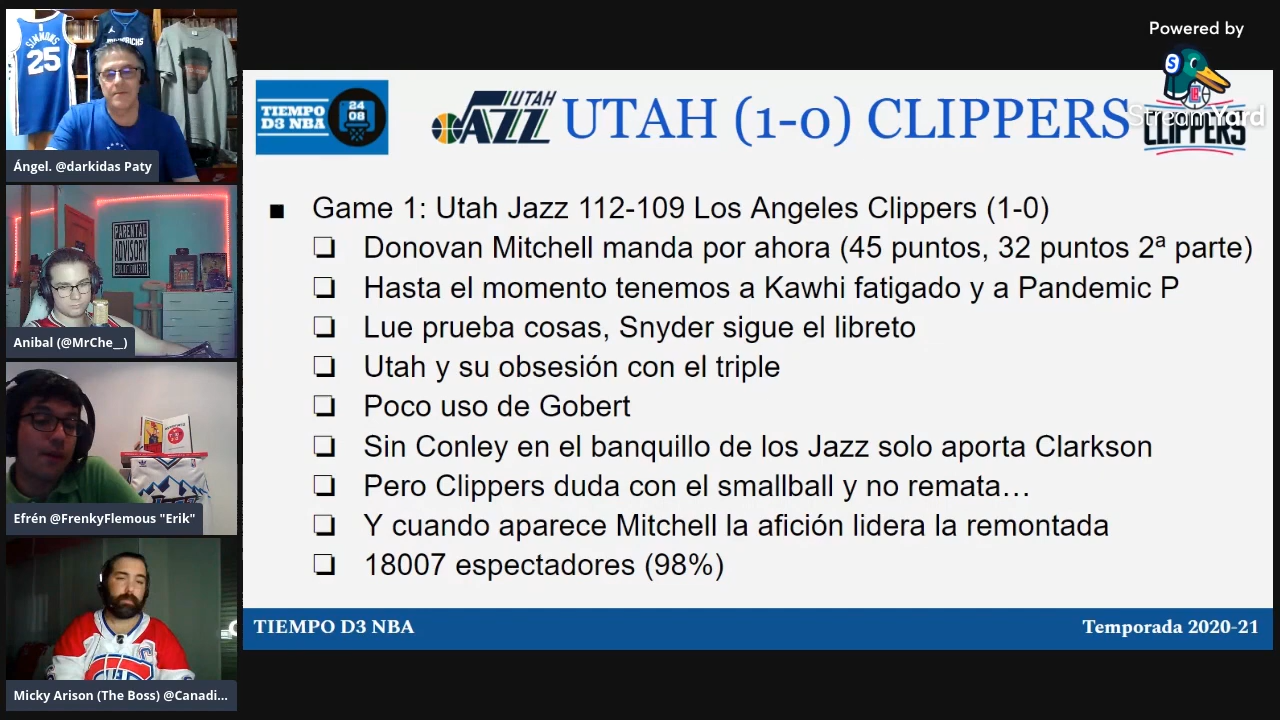 Powered by
StreamYard
SIMMONS
25
Ángel. @darkidas Paty
PARENTAL
ADVISORY
EXPLICIT CONTENT
Anibal (@MrChe__)
Efrén @FrenkyFlemous "Erik"
Micky Arison (The Boss) @Canadi...
TIEMPO
D3 NBA
24
08
UTAH
JAZZ
UTAH (1-0) CLIPPERS
CLIPPERS
■ Game 1: Utah Jazz 112-109 Los Angeles Clippers (1-0)
❏ Donovan Mitchell manda por ahora (45 puntos, 32 puntos 2ª parte)
❏ Hasta el momento tenemos a Kawhi fatigado y a Pandemic P
❏ Lue prueba cosas, Snyder sigue el libreto
❏ Utah y su obsesión con el triple
❏ Poco uso de Gobert
❏ Sin Conley en el banquillo de los Jazz solo aporta Clarkson
❏ Pero Clippers duda con el smallball y no remata…
❏ Y cuando aparece Mitchell la afición lidera la remontada
❏ 18007 espectadores (98%)
TIEMPO D3 NBA
Temporada 2020-21